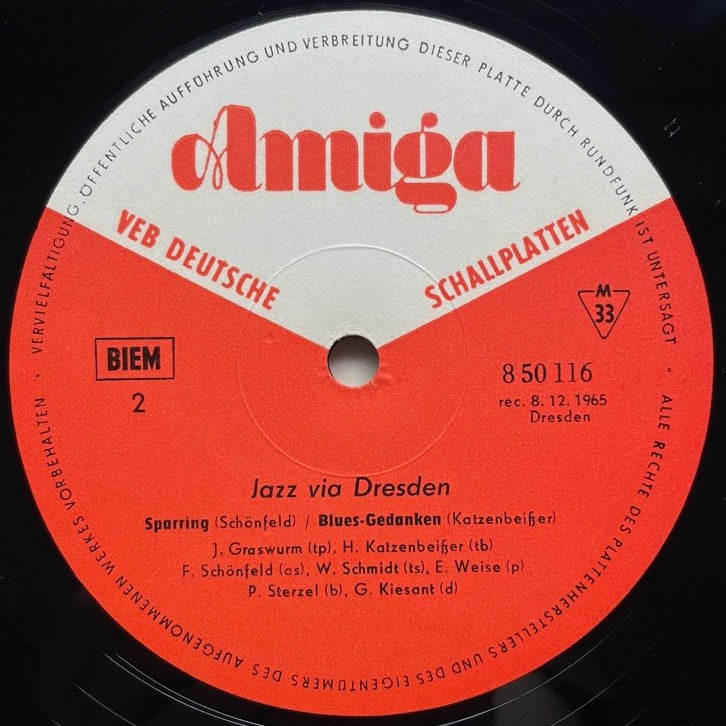 VERVIELFÄLTIGUNG, ÖFFENTLICHE AUFFÜHRUNG UND VERBREITUNG DIESER PLATTE DURCH RUNDFUNK IST UNTERSAGT • ALLE RECHTE DES PLATTENHERSTELLERS UND DES EIGENTÜMERS DES AUFGENOMMENEN WERKES VORBEHALTEN •
Amiga
VEB DEUTSCHE SCHALLPLATTEN
M
33
BIEM
2
8 50 116
rec. 8. 12. 1965
Dresden
Jazz via Dresden
Sparring (Schönfeld) / Blues-Gedanken (Katzenbeißer)
J. Graswurm (tp), H. Katzenbeißer (tb)
F. Schönfeld (as), W. Schmidt (ts), E. Weise (p)
P. Sterzel (b), G. Kiesant (d)